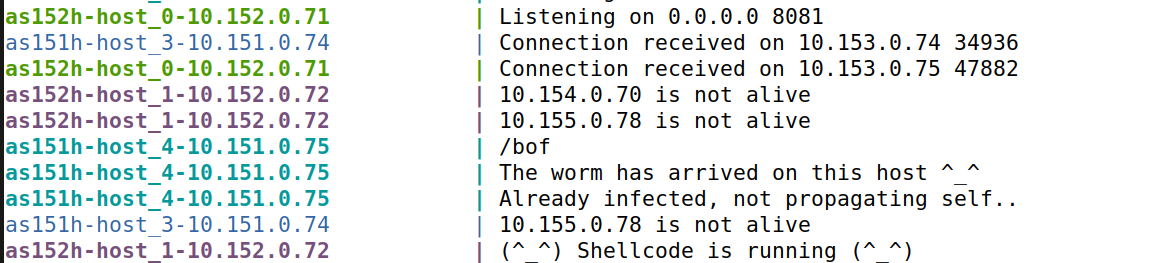 as152h-host_0-10.152.0.71 | Listening on 0.0.0.0 8081
as151h-host_3-10.151.0.74 | Connection received on 10.153.0.74 34936
as152h-host_0-10.152.0.71 | Connection received on 10.153.0.75 47882
as152h-host_1-10.152.0.72 | 10.154.0.70 is not alive
as152h-host_1-10.152.0.72 | 10.155.0.78 is not alive
as151h-host_4-10.151.0.75 | /bof
as151h-host_4-10.151.0.75 | The worm has arrived on this host ^_^
as151h-host_4-10.151.0.75 | Already infected, not propagating self..
as151h-host_3-10.151.0.74 | 10.155.0.78 is not alive
as152h-host_1-10.152.0.72 | (^_^) Shellcode is running (^_^)